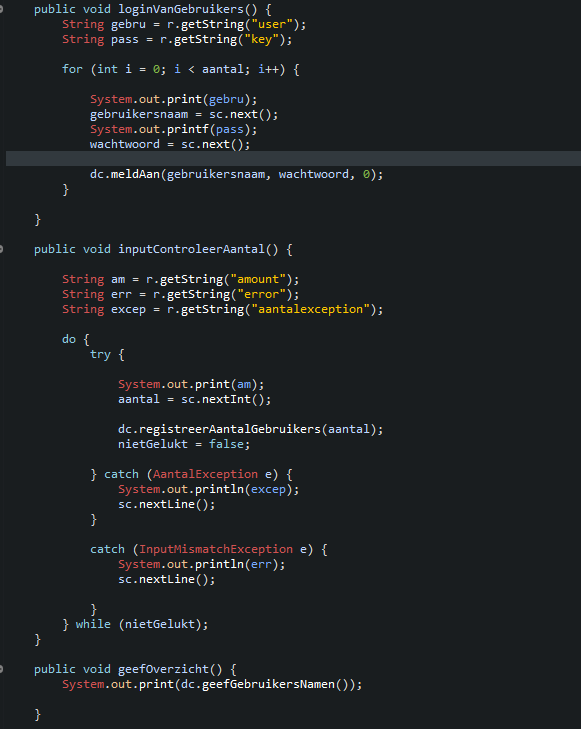 public void loginVanGebruikers() {
String gebru = r.getString("user");
String pass = r.getString("key");
for (int i = 0; i < aantal; i++) {
System.out.print(gebru);
gebruikersnaam = sc.next();
System.out.printf(pass);
wachtwoord = sc.next();
dc.meldAan(gebruikersnaam, wachtwoord, 0);
}
}
public void inputControleerAantal() {
String am = r.getString("amount");
String err = r.getString("error");
String excep = r.getString("aantalexception");
do {
try {
System.out.print(am);
aantal = sc.nextInt();
dc.registreerAantalGebruikers(aantal);
nietGelukt = false;
} catch (AantalException e) {
System.out.println(excep);
sc.nextLine();
}
catch (InputMismatchException e) {
System.out.println(err);
sc.nextLine();
}
} while (nietGelukt);
}
public void geefOverzicht() {
System.out.print(dc.geefGebruikersNamen());
}